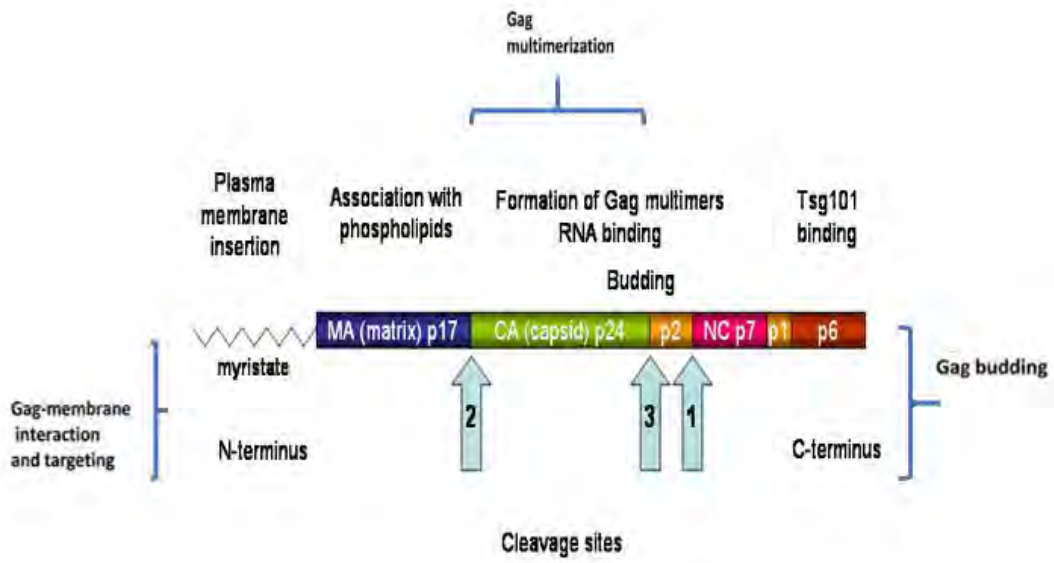 Gag
multimerization
Plasma
membrane
insertion
Association with
phospholipids
Formation of Gag multimers
RNA binding
Tsg101
binding
Budding
MA (matrix) p17
CA (capsid) p24
p2
NC p7
p1
p6
myristate
Gag budding
Gag-membrane
interaction
and targeting
2
3
1
N-terminus
C-terminus
Cleavage sites